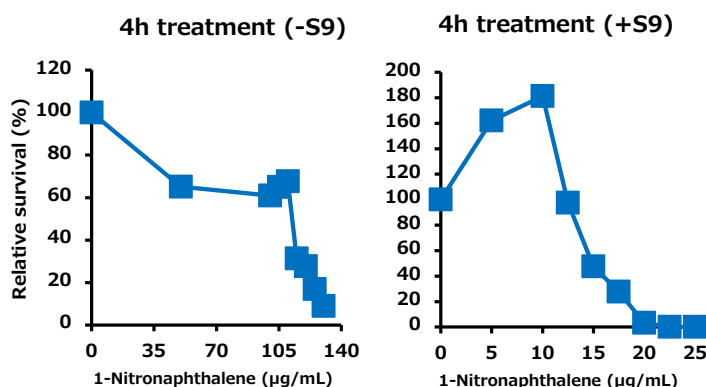 4h treatment (-S9)
Relative survival (%)
120
100
80
60
40
20
0
0 35 70 105 140
1-Nitronaphthalene (µg/mL)
4h treatment (+S9)
200
180
160
140
120
100
80
60
40
20
0
0 5 10 15 20 25
1-Nitronaphthalene (µg/mL)